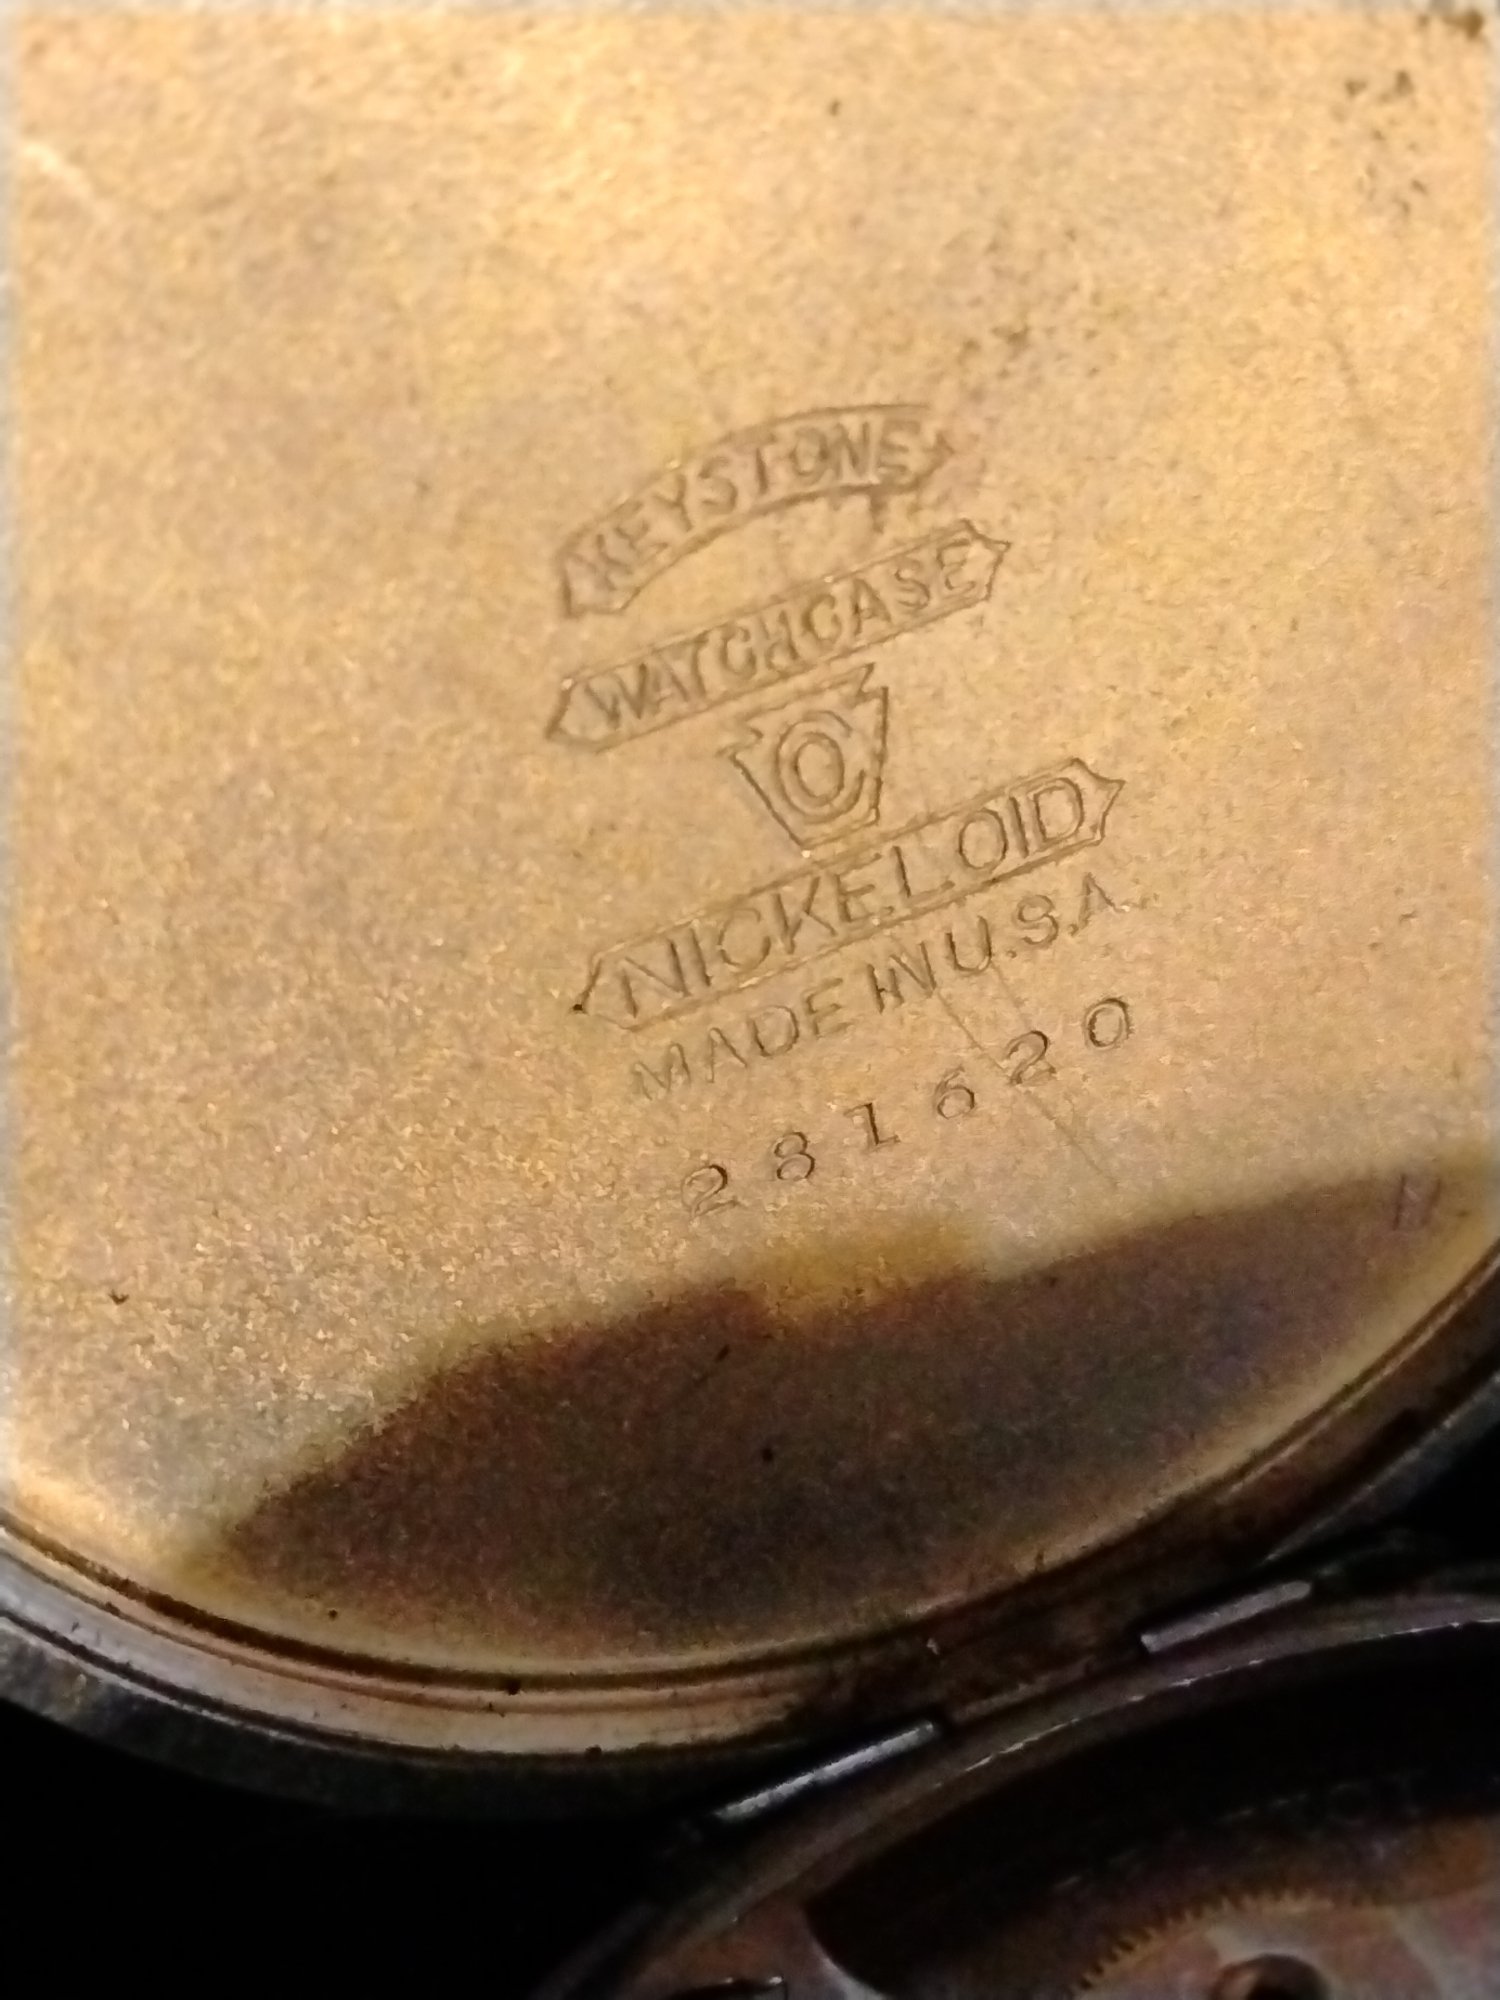 KEYSTONE
WATCHCASE
C
NICKELOID
MADE IN U.S.A.
281620